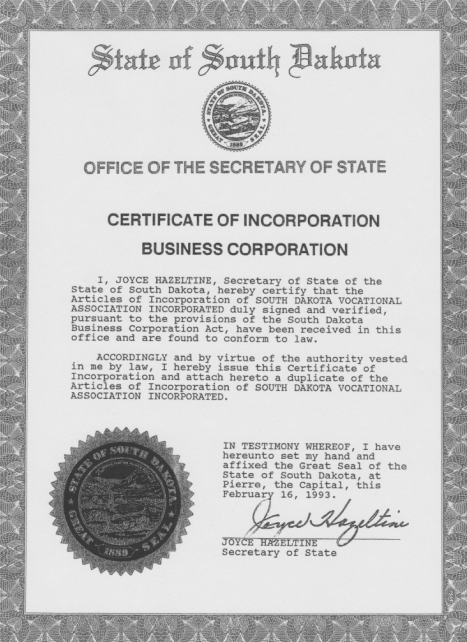 State of South Dakota
STATE OF SOUTH DAKOTA
GREAT SEAL
1889
OFFICE OF THE SECRETARY OF STATE
CERTIFICATE OF INCORPORATION
BUSINESS CORPORATION
I, JOYCE HAZELTINE, Secretary of State of the
State of South Dakota, hereby certify that the
Articles of Incorporation of SOUTH DAKOTA VOCATIONAL
ASSOCIATION INCORPORATED duly signed and verified,
pursuant to the provisions of the South Dakota
Business Corporation Act, have been received in this
office and are found to conform to law.
ACCORDINGLY and by virtue of the authority vested
in me by law, I hereby issue this Certificate of
Incorporation and attach hereto a duplicate of the
Articles of Incorporation of SOUTH DAKOTA VOCATIONAL
ASSOCIATION INCORPORATED.
STATE OF SOUTH DAKOTA
GREAT SEAL
1889
IN TESTIMONY WHEREOF, I have
hereunto set my hand and
affixed the Great Seal of the
State of South Dakota, at
Pierre, the Capital, this
February 16, 1993.
Joyce Hazeltine
JOYCE HAZELTINE
Secretary of State